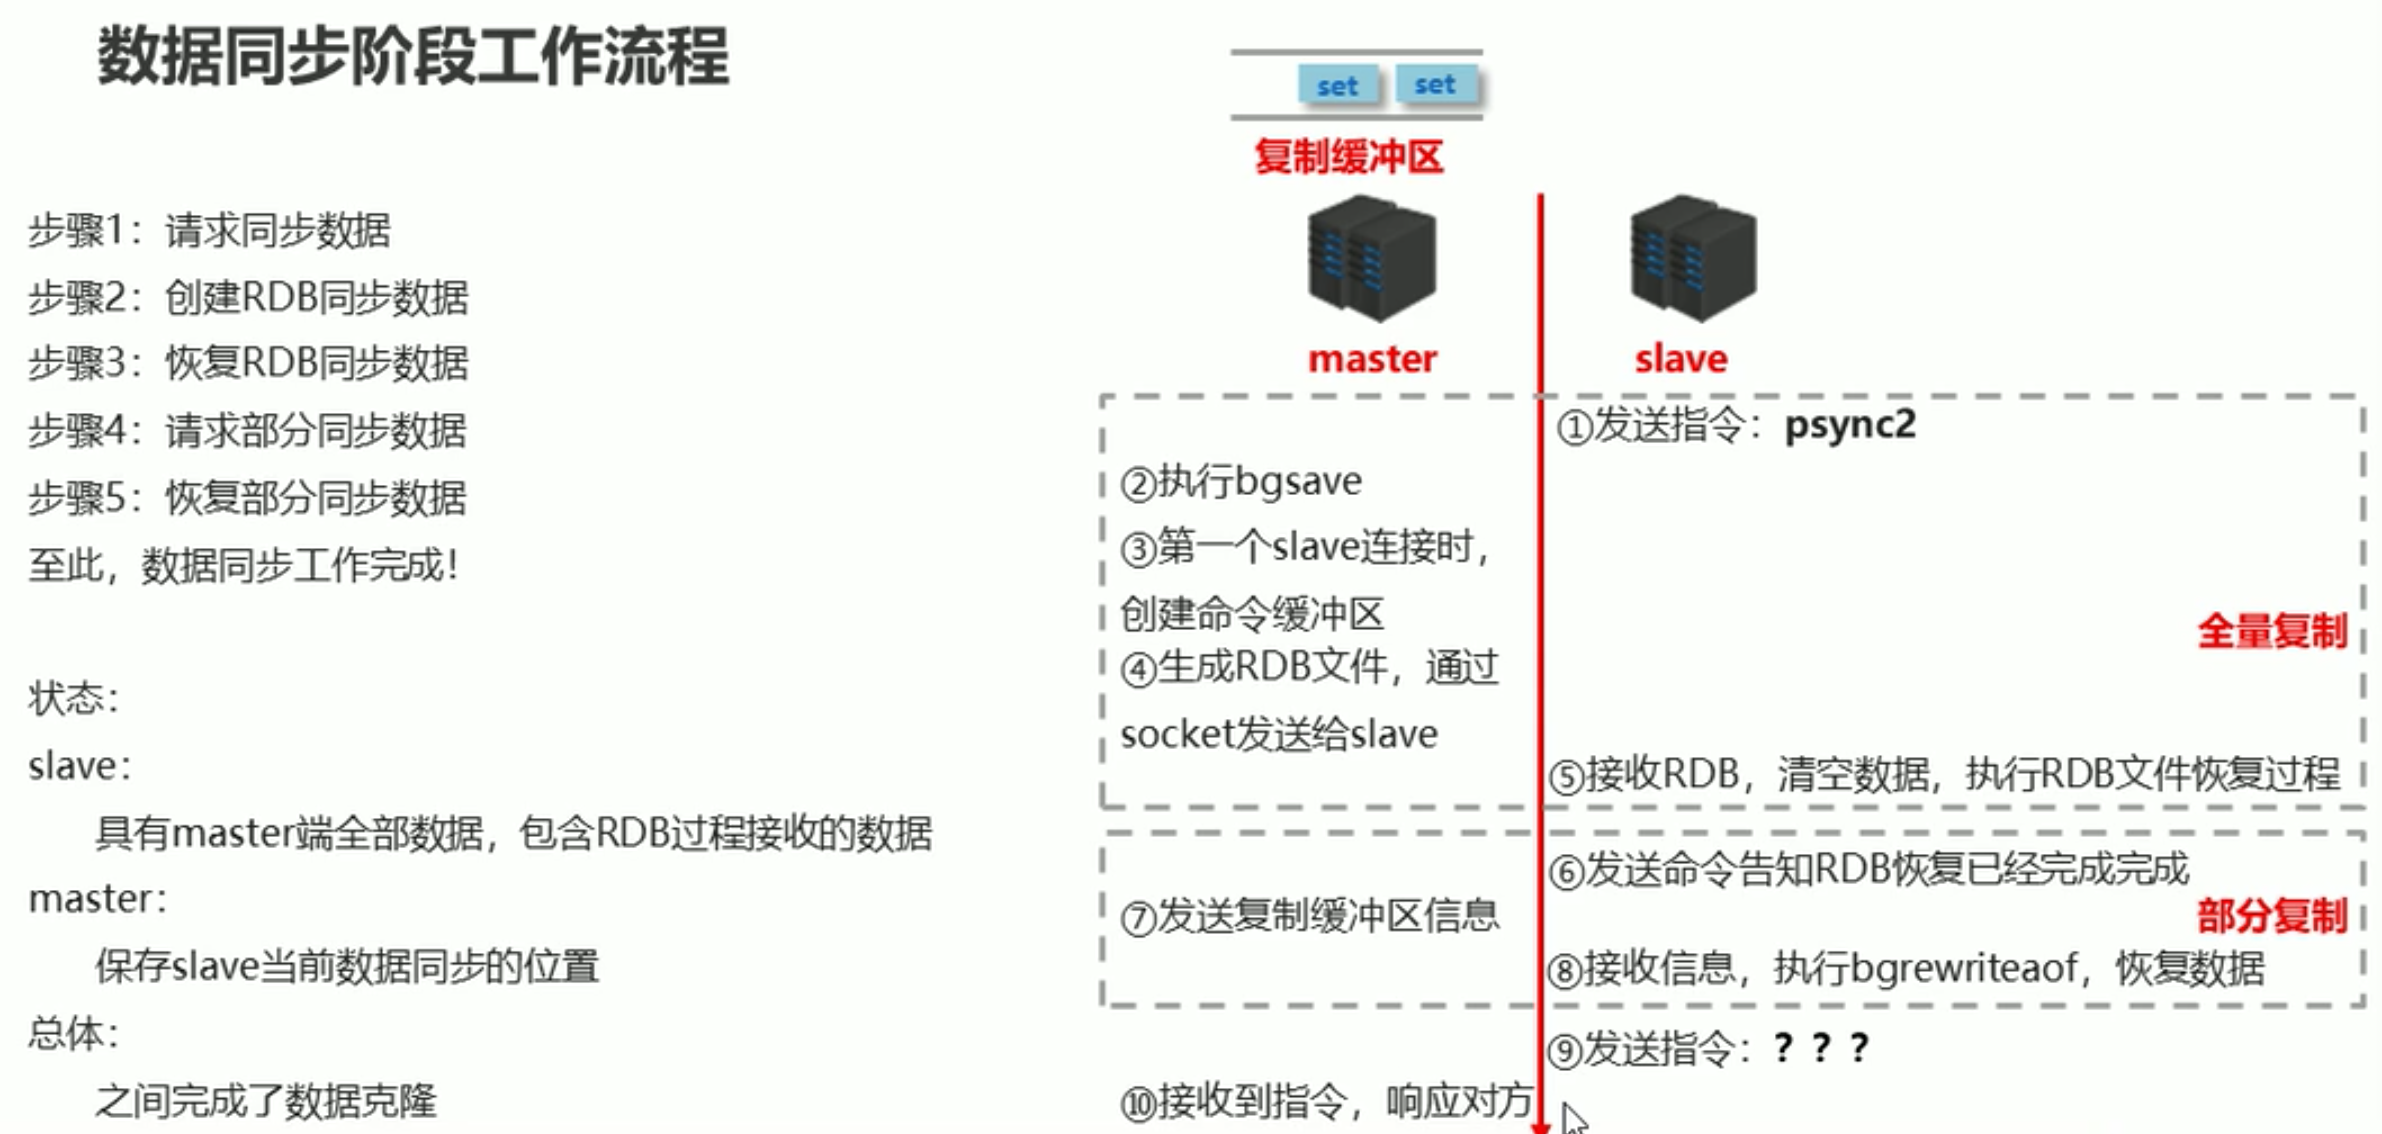 数据同步阶段工作流程
步骤1：请求同步数据
步骤2：创建RDB同步数据
步骤3：恢复RDB同步数据
步骤4：请求部分同步数据
步骤5：恢复部分同步数据
至此，数据同步工作完成！
状态：
slave：
具有master端全部数据，包含RDB过程接收的数据
master：
保存slave当前数据同步的位置
总体：
之间完成了数据克隆
set set
复制缓冲区
master slave
①发送指令：psync2
②执行bgsave
③第一个slave连接时，
创建命令缓冲区
全量复制
④生成RDB文件，通过
socket发送给slave
⑤接收RDB，清空数据，执行RDB文件恢复过程
⑥发送命令告知RDB恢复已经完成完成
⑦发送复制缓冲区信息
部分复制
⑧接收信息，执行bgrewriteaof，恢复数据
⑨发送指令：？？？
⑩接收到指令，响应对方